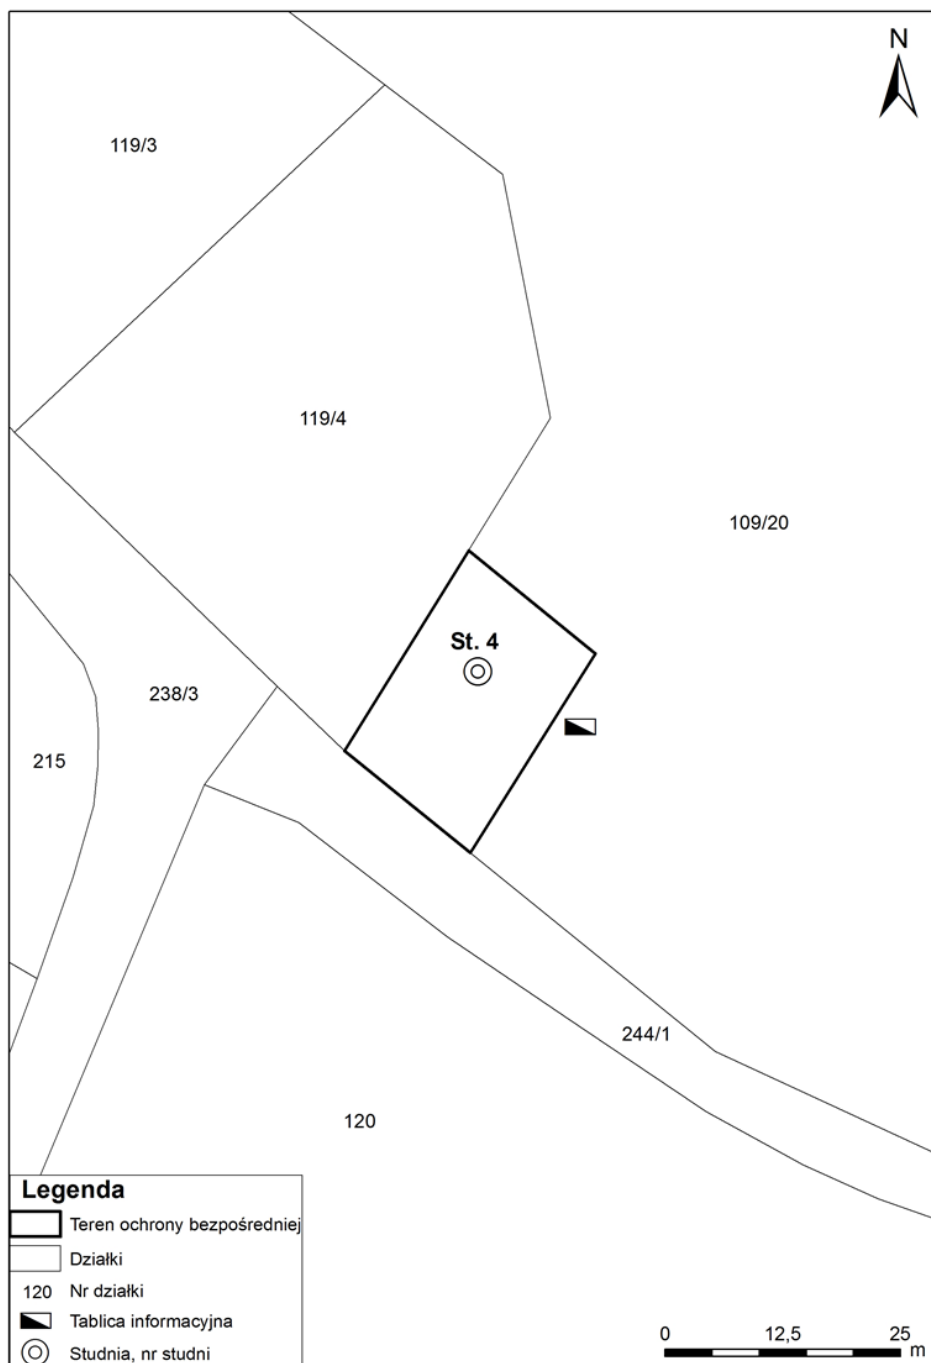 N
119/3
119/4
109/20
St. 4
238/3
215
244/1
120
Legenda
Teren ochrony bezpośredniej
Działki
120 Nr działki
Tablica informacyjna
Studnia, nr studni
0 12,5 25
m